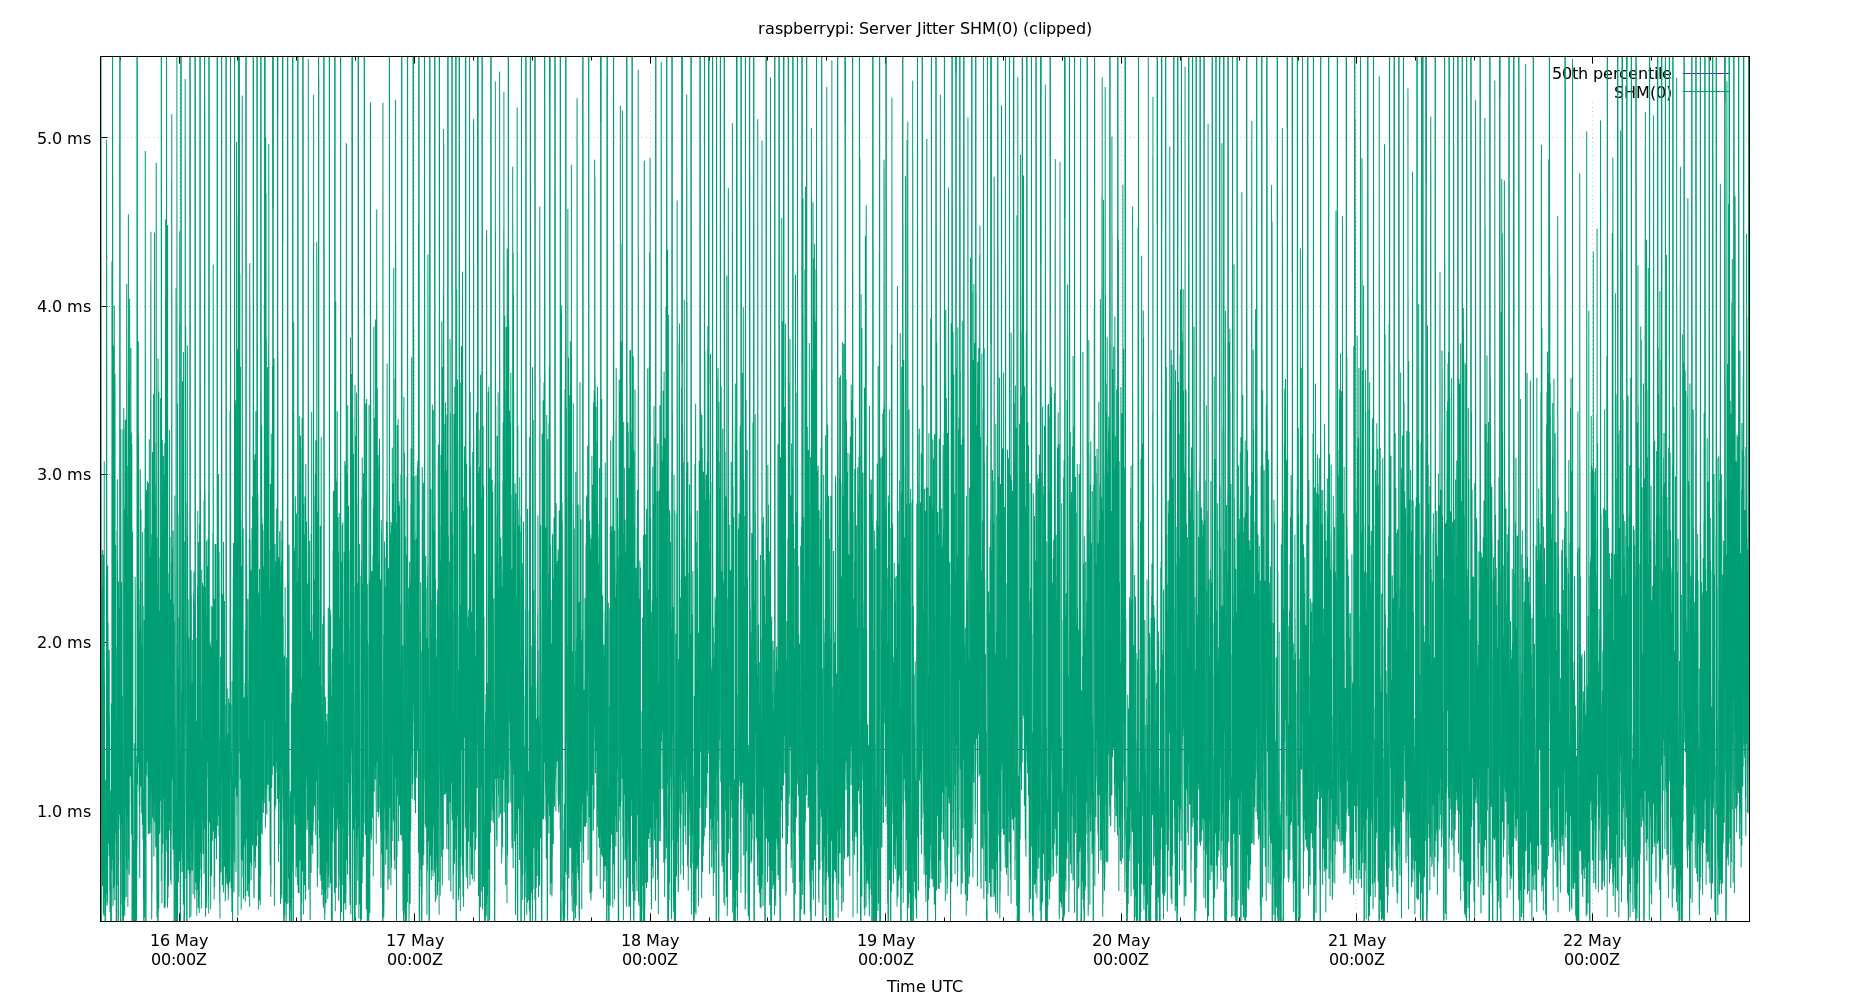 raspberrypi: Server Jitter SHM(0) (clipped)
50th percentile
SHM(0)
5.0 ms
4.0 ms
3.0 ms
2.0 ms
1.0 ms
16 May 17 May 18 May 19 May 20 May 21 May 22 May
00:00Z 00:00Z 00:00Z 00:00Z 00:00Z 00:00Z 00:00Z
Time UTC